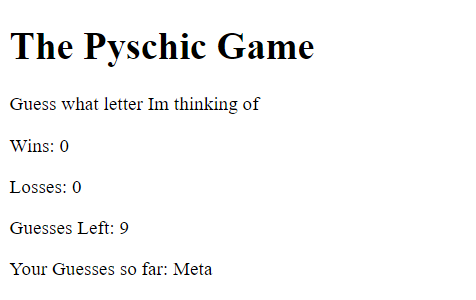 The Pyschic Game
Guess what letter Im thinking of
Wins: 0
Losses: 0
Guesses Left: 9
Your Guesses so far: Meta